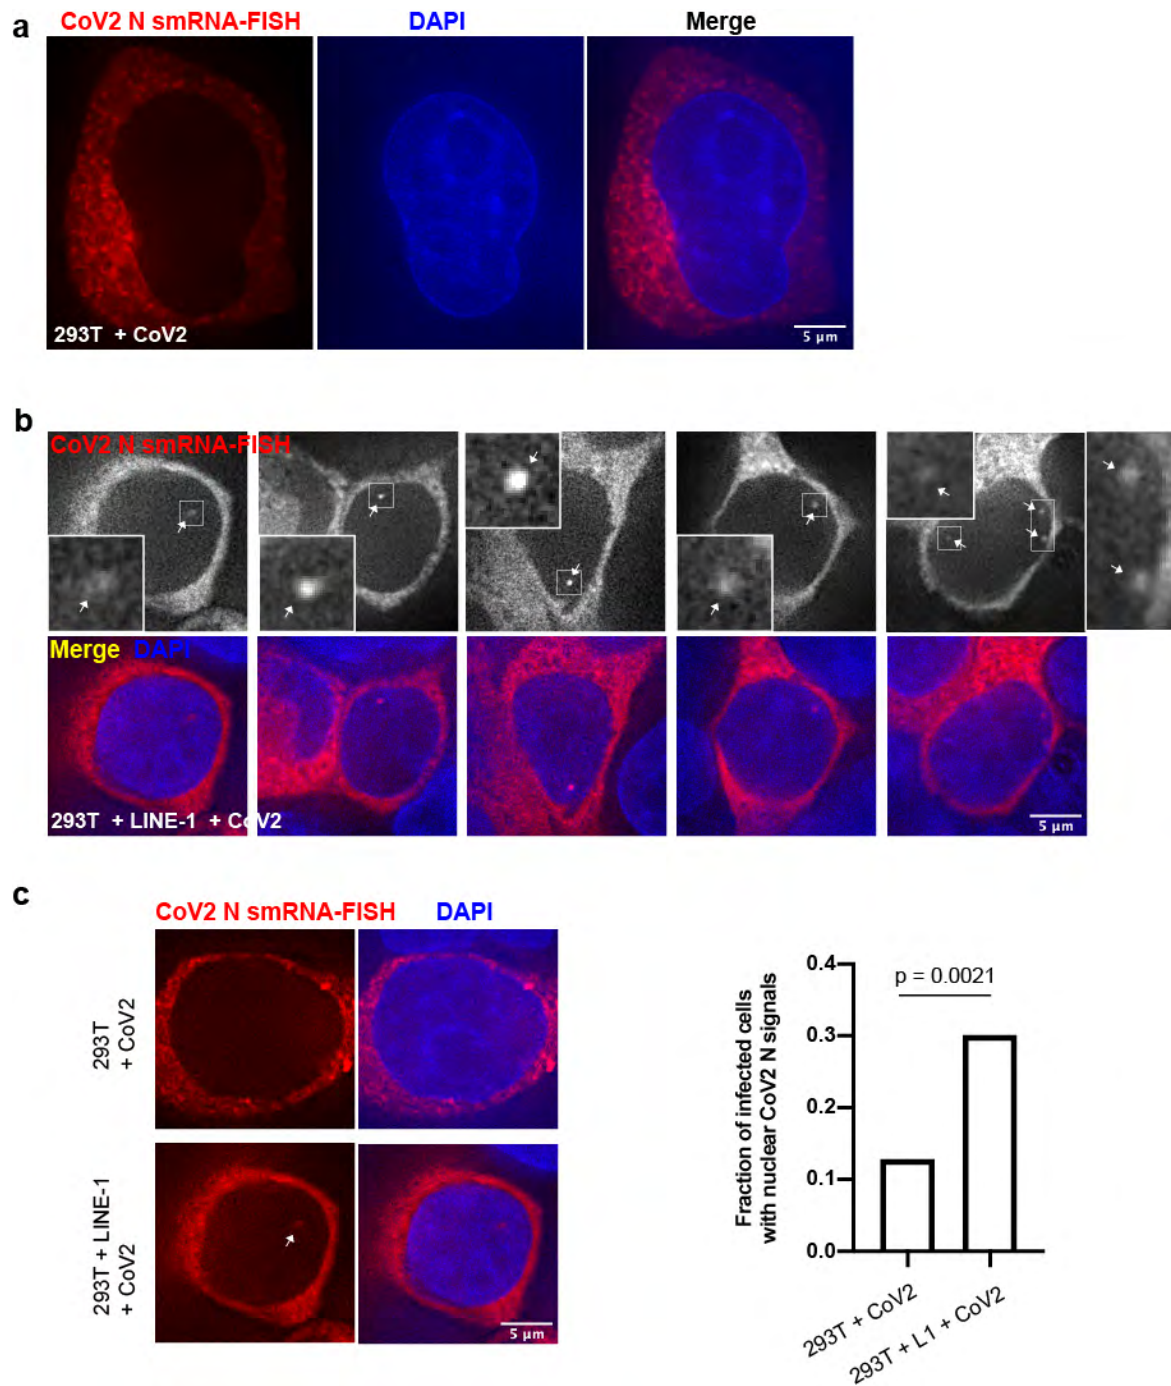 a
CoV2 N smRNA-FISH
DAPI
Merge
293T + CoV2
5 µm
b
CoV2 N smRNA-FISH
Merge DAPI
293T + LINE-1 + CoV2
5 µm
c
CoV2 N smRNA-FISH
DAPI
293T
+ CoV2
293T + LINE-1
+ CoV2
5 µm
Fraction of infected cells
with nuclear CoV2 N signals
0.4
0.3
0.2
0.1
0.0
p = 0.0021
293T + CoV2
293T + L1 + CoV2